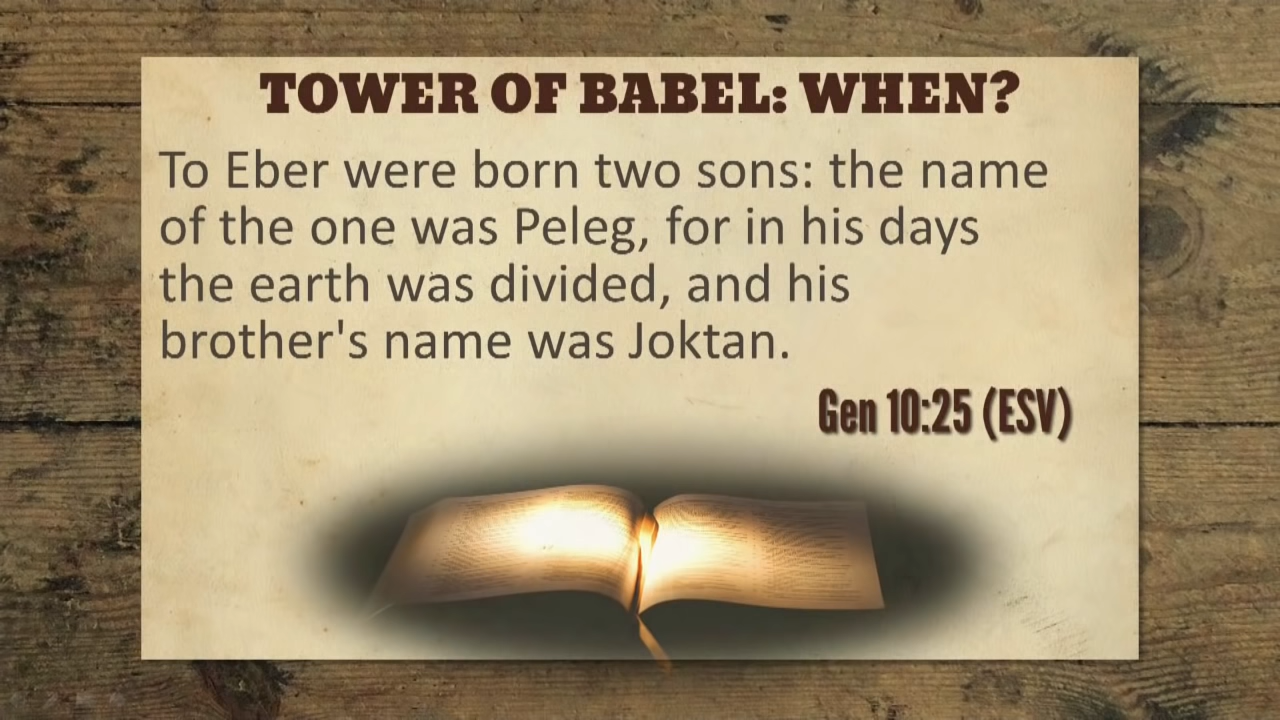 TOWER OF BABEL: WHEN?
To Eber were born two sons: the name
of the one was Peleg, for in his days
the earth was divided, and his
brother's name was Joktan.
Gen 10:25 (ESV)